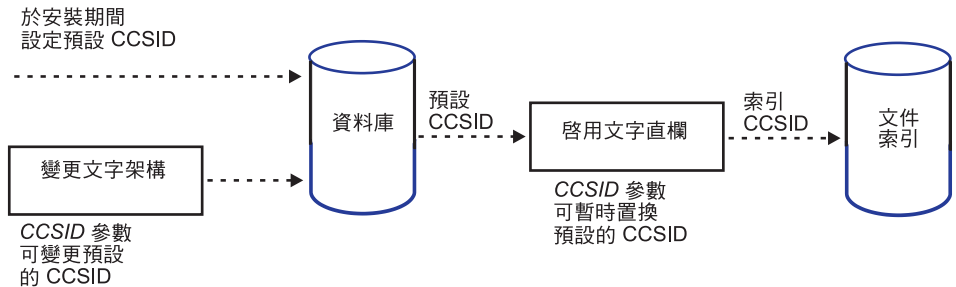 於安裝期間
設定預設 CCSID
變更文字架構
CCSID 參數
可變更預設
的 CCSID
資料庫
預設
CCSID
啓用文字直欄
CCSID 參數
可暫時置換
預設的 CCSID
索引
CCSID
文件
索引